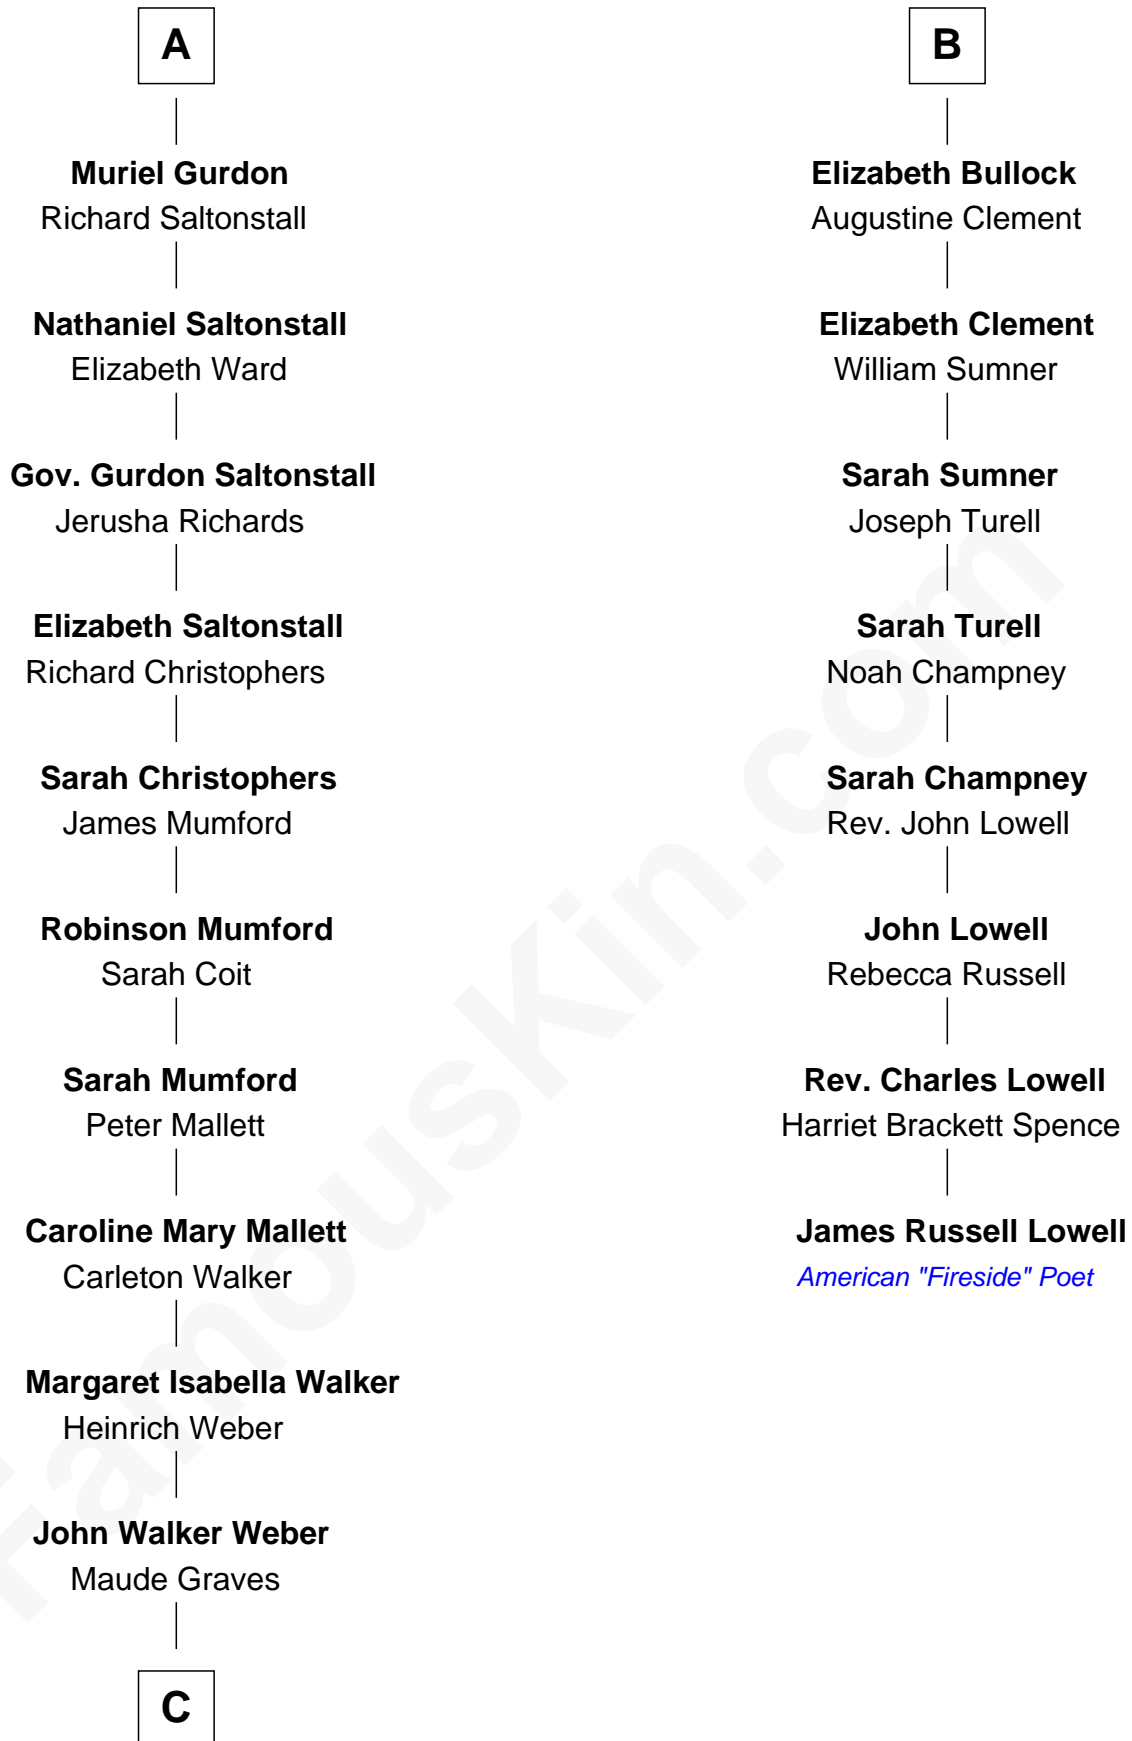 A
Muriel Gurdon
Richard Saltonstall
Nathaniel Saltonstall
Elizabeth Ward
Gov. Gurdon Saltonstall
Jerusha Richards
Elizabeth Saltonstall
Richard Christophers
Sarah Christophers
James Mumford
Robinson Mumford
Sarah Coit
Sarah Mumford
Peter Mallett
Caroline Mary Mallett
Carleton Walker
Margaret Isabella Walker
Heinrich Weber
John Walker Weber
Maude Graves
C
B
Elizabeth Bullock
Augustine Clement
Elizabeth Clement
William Sumner
Sarah Sumner
Joseph Turell
Sarah Turell
Noah Champney
Sarah Champney
Rev. John Lowell
John Lowell
Rebecca Russell
Rev. Charles Lowell
Harriet Brackett Spence
James Russell Lowell
American "Fireside" Poet
FamousKin.com